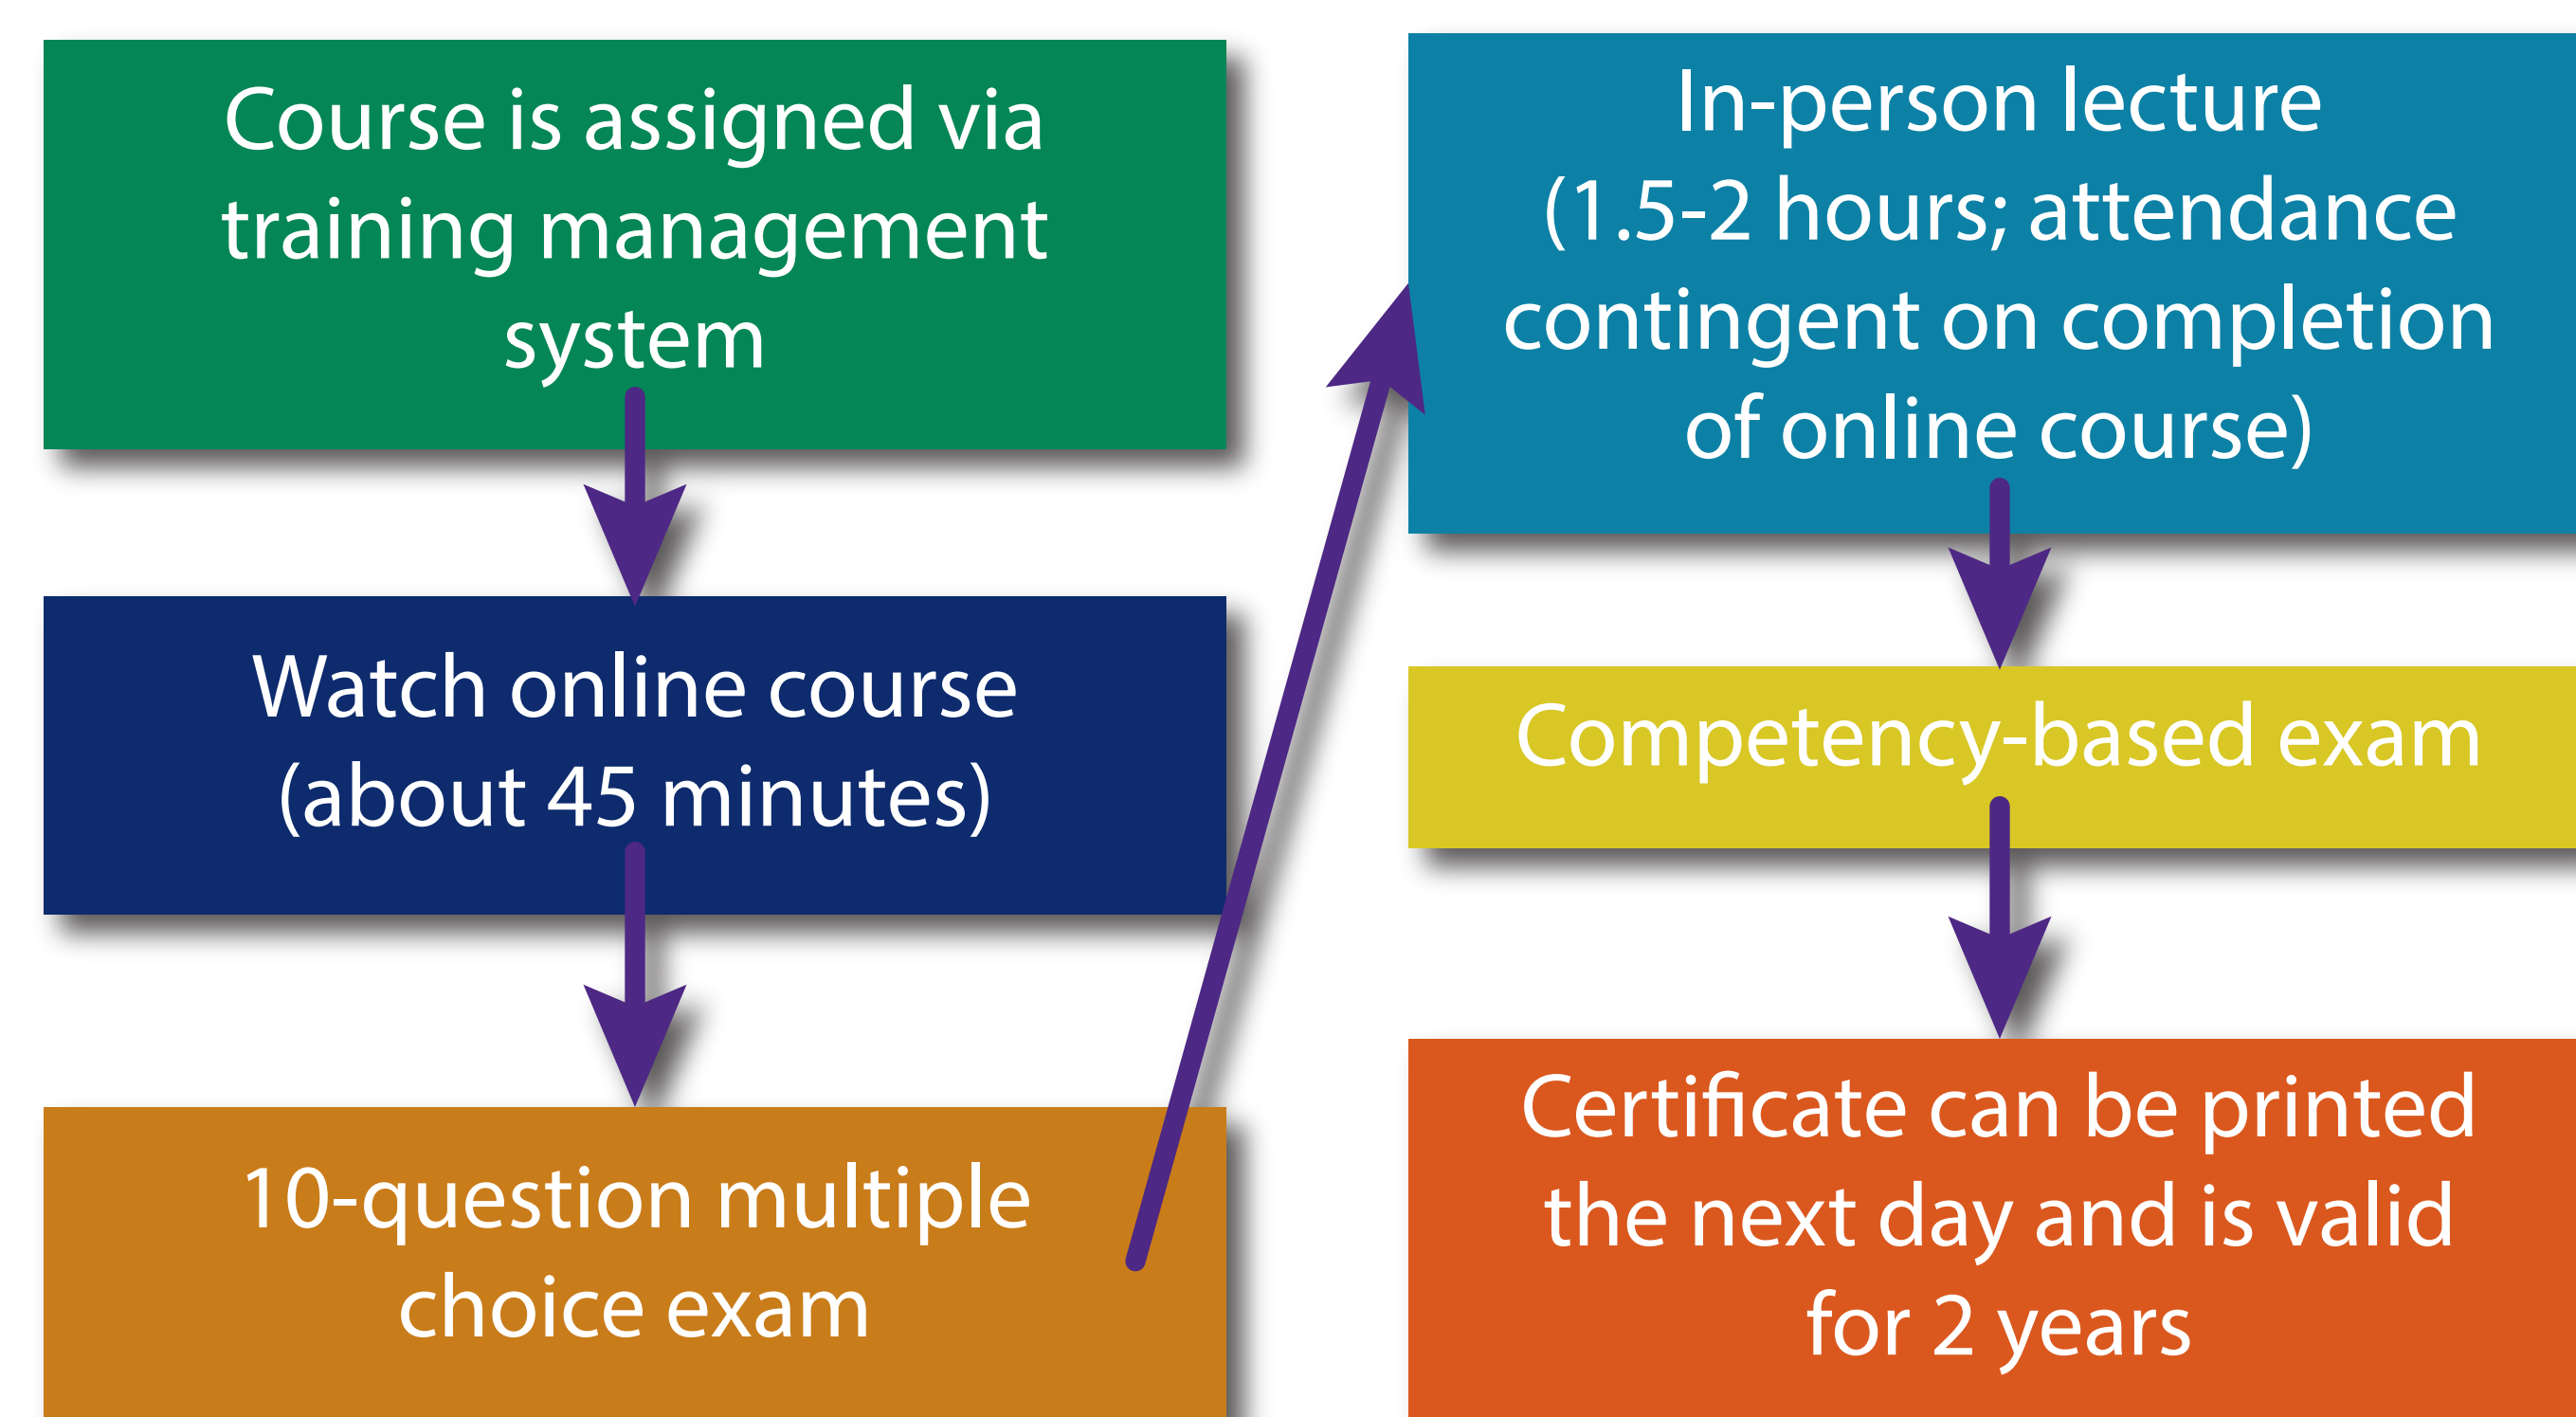 Course is assigned via
training management
system
Watch online course
(about 45 minutes)
10-question multiple
choice exam
In-person lecture
(1.5-2 hours; attendance
contingent on completion
of online course)
Competency-based exam
Certificate can be printed
the next day and is valid
for 2 years